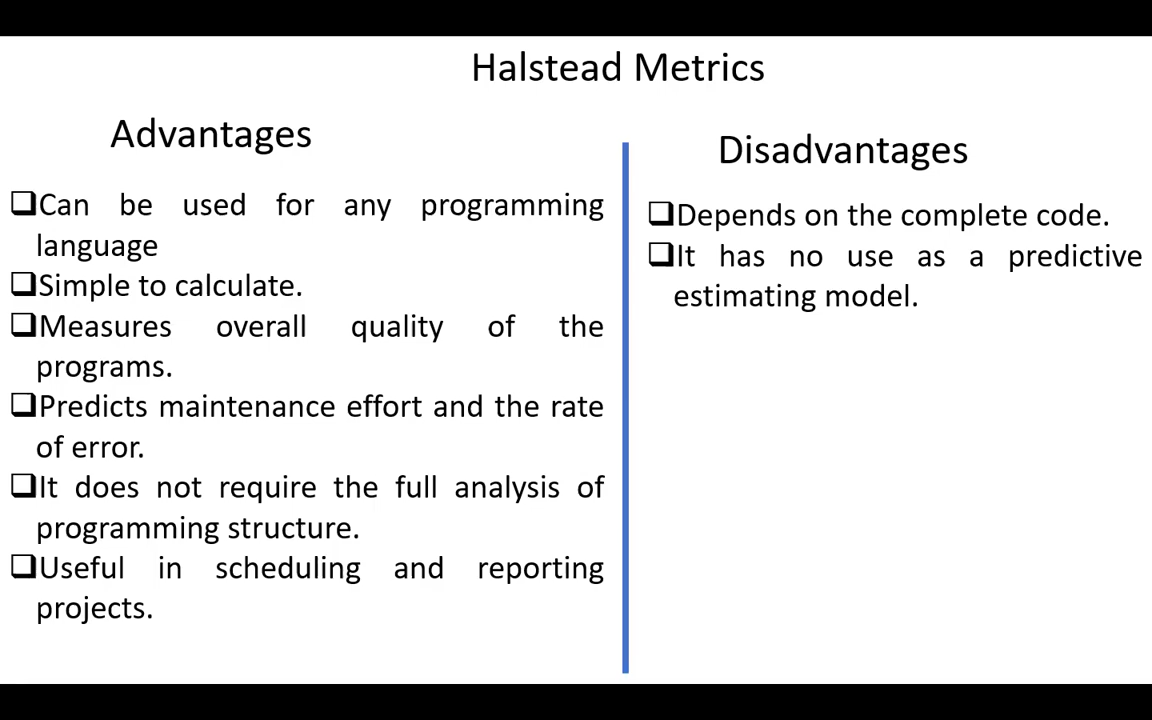 Halstead Metrics
Advantages
❑Can be used for any programming
language
❑Simple to calculate.
❑Measures overall quality of the
programs.
❑Predicts maintenance effort and the rate
of error.
❑It does not require the full analysis of
programming structure.
❑Useful in scheduling and reporting
projects.
Disadvantages
❑Depends on the complete code.
❑It has no use as a predictive
estimating model.